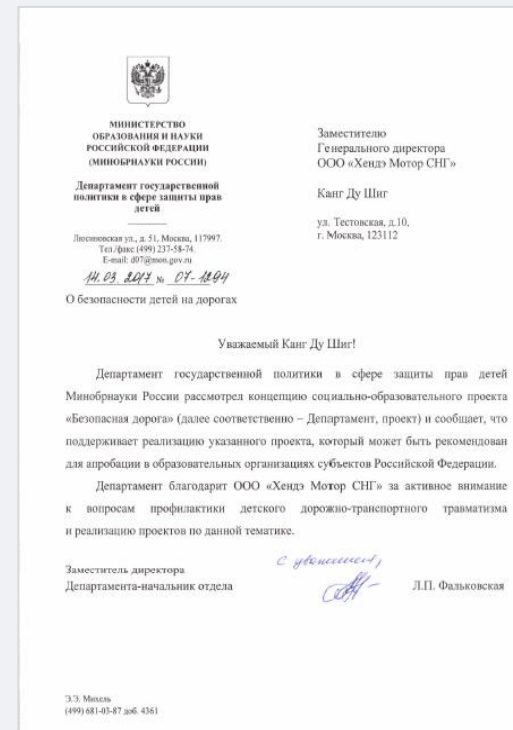 МИНИСТЕРСТВО
ОБРАЗОВАНИЯ И НАУКИ
РОССИЙСКОЙ ФЕДЕРАЦИИ
(МИНОБРНАУКИ РОССИИ)
Департамент государственной
политики в сфере защиты прав
детей
Люсиновская ул., д. 51, Москва, 117997.
Тел./факс (499) 237-58-74.
E-mail: d07@mon.gov.ru
14.03.2017 № 07-1294
О безопасности детей на дорогах
Заместителю
Генерального директора
ООО «Хендэ Мотор СНГ»
Канг Ду Шиг
ул. Тестовская, д.10,
г. Москва, 123112
Уважаемый Канг Ду Шиг!
Департамент государственной политики в сфере защиты прав детей
Минобрнауки России рассмотрел концепцию социально-образовательного проекта
«Безопасная дорога» (далее соответственно – Департамент, проект) и сообщает, что
поддерживает реализацию указанного проекта, который может быть рекомендован
для апробации в образовательных организациях субъектов Российской Федерации.
Департамент благодарит ООО «Хендэ Мотор СНГ» за активное внимание
к вопросам профилактики детского дорожно-транспортного травматизма
и реализацию проектов по данной тематике.
С уважением,
Заместитель директора
Департамента-начальник отдела
Л.П. Фальковская
Э.Э. Михель
(499) 681-03-87 доб. 4361